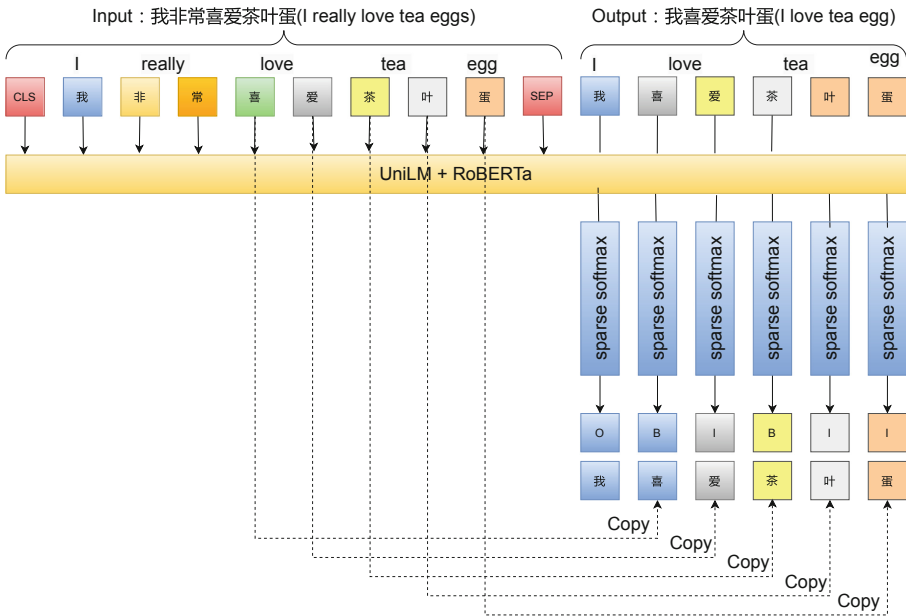 Input：我非常喜爱茶叶蛋(I really love tea eggs)
Output：我喜爱茶叶蛋(I love tea egg)
I really love tea egg
I love tea egg
CLS 我 非 常 喜 爱 茶 叶 蛋 SEP
我 喜 爱 茶 叶 蛋
UniLM + RoBERTa
sparse softmax
sparse softmax
sparse softmax
sparse softmax
sparse softmax
sparse softmax
O B I B I I
我 喜 爱 茶 叶 蛋
Copy
Copy
Copy
Copy
Copy